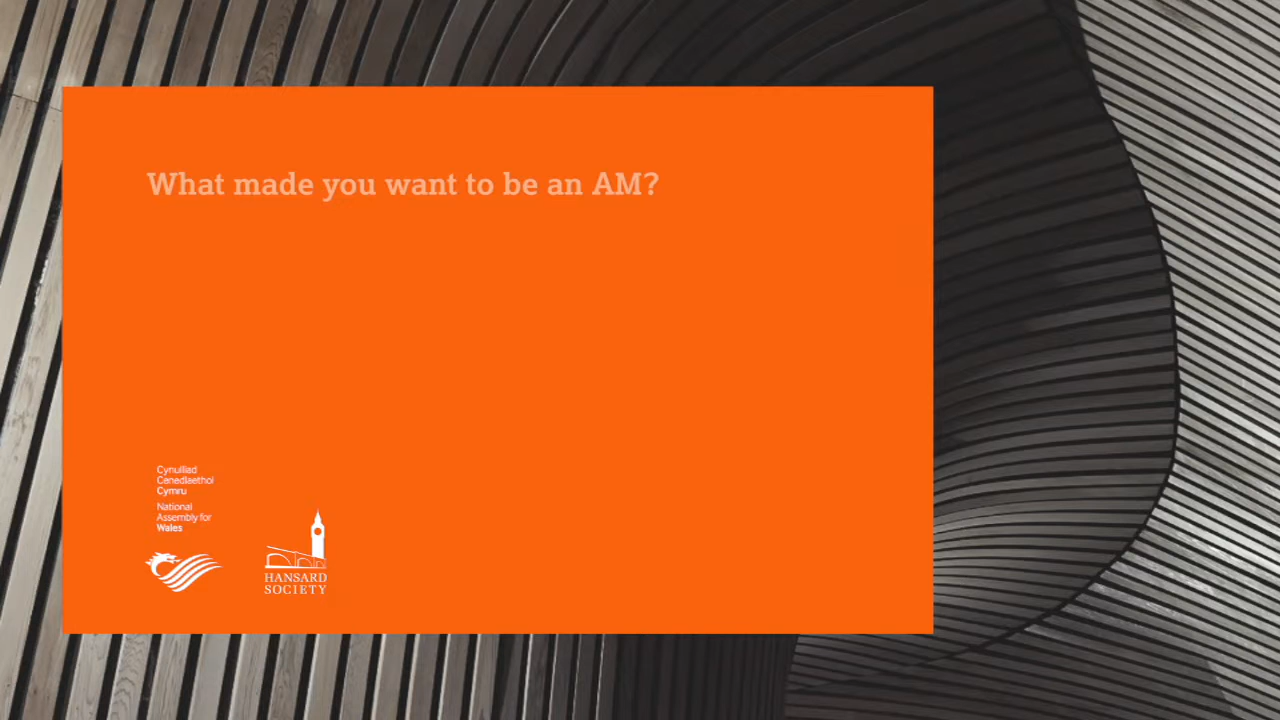 What made you want to be an AM?
Cynulliad
Cenedlaethol
Cymru
National
Assembly for
Wales
HANSARD
SOCIETY